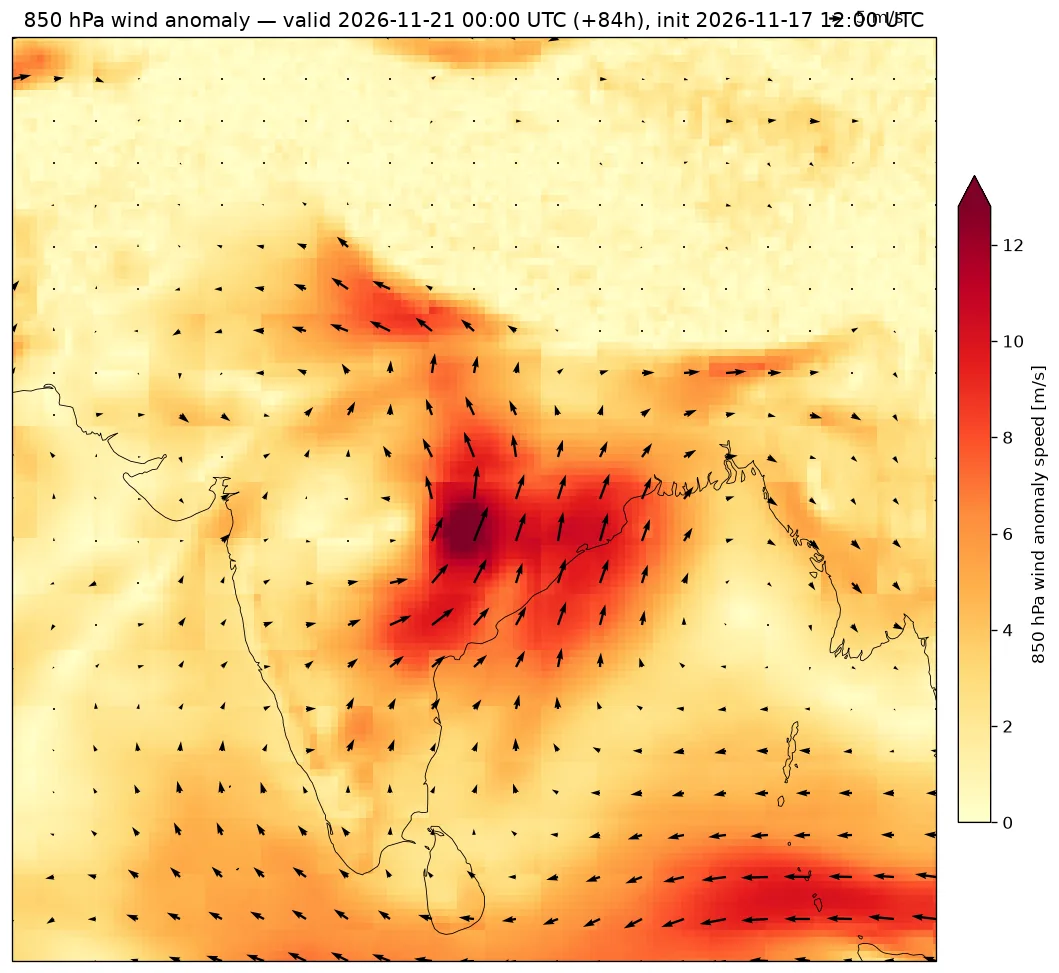 850 hPa wind anomaly — valid 2026-11-21 00:00 UTC (+84h), init 2026-11-17 12:00 UTC
5 m/s
12
10
8
6
4
2
0
850 hPa wind anomaly speed [m/s]